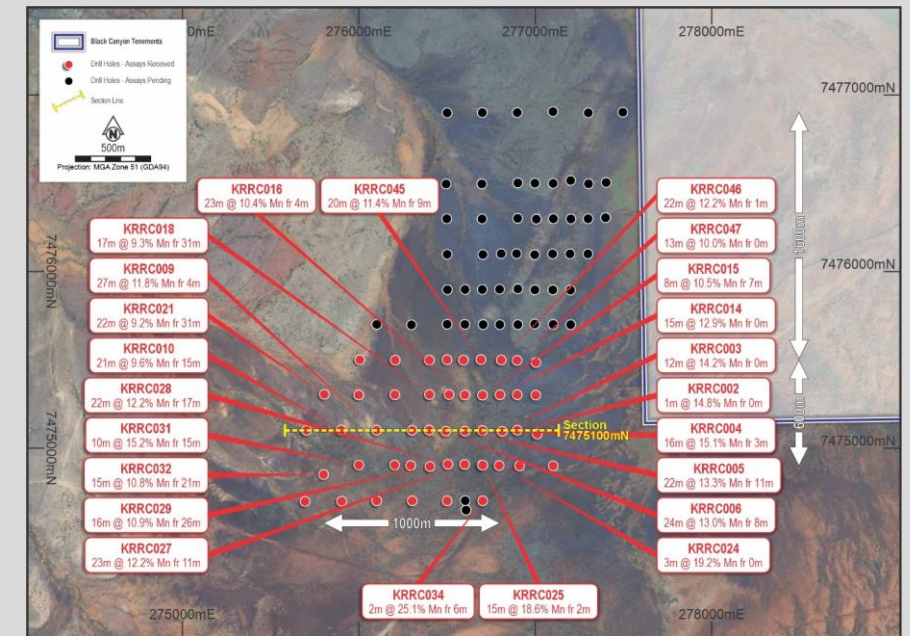 000mE
276000mE
277000mE
278000mE
Black Canyon Tenements
Drill Holes - Assays Received
Drill Holes - Assays Pending
Section Line
N
500m
Projection: MGA Zone 51 (GDA94)
7477000mN
KRRC016
23m @ 10.4% Mn fr 4m
KRRC045
20m @ 11.4% Mn fr 9m
KRRC046
22m @ 12.2% Mn fr 1m
KRRC018
17m @ 9.3% Mn fr 31m
KRRC047
13m @ 10.0% Mn fr 0m
1600m
7476000mN
7476000mN
KRRC009
27m @ 11.8% Mn fr 4m
KRRC015
8m @ 10.5% Mn fr 7m
KRRC021
22m @ 9.2% Mn fr 31m
KRRC014
15m @ 12.9% Mn fr 0m
KRRC010
21m @ 9.6% Mn fr 15m
KRRC003
12m @ 14.2% Mn fr 0m
KRRC028
22m @ 12.2% Mn fr 17m
KRRC002
1m @ 14.8% Mn fr 0m
600m
7475000mN
KRRC031
10m @ 15.2% Mn fr 15m
Section
7475100mN
KRRC004
16m @ 15.1% Mn fr 3m
7475000mN
KRRC032
15m @ 10.8% Mn fr 21m
KRRC005
22m @ 13.3% Mn fr 11m
KRRC029
16m @ 10.9% Mn fr 26m
1000m
KRRC006
24m @ 13.0% Mn fr 8m
KRRC027
23m @ 12.2% Mn fr 11m
KRRC024
3m @ 19.2% Mn fr 0m
KRRC034
2m @ 25.1% Mn fr 6m
KRRC025
15m @ 18.6% Mn fr 2m
275000mE
278000mE